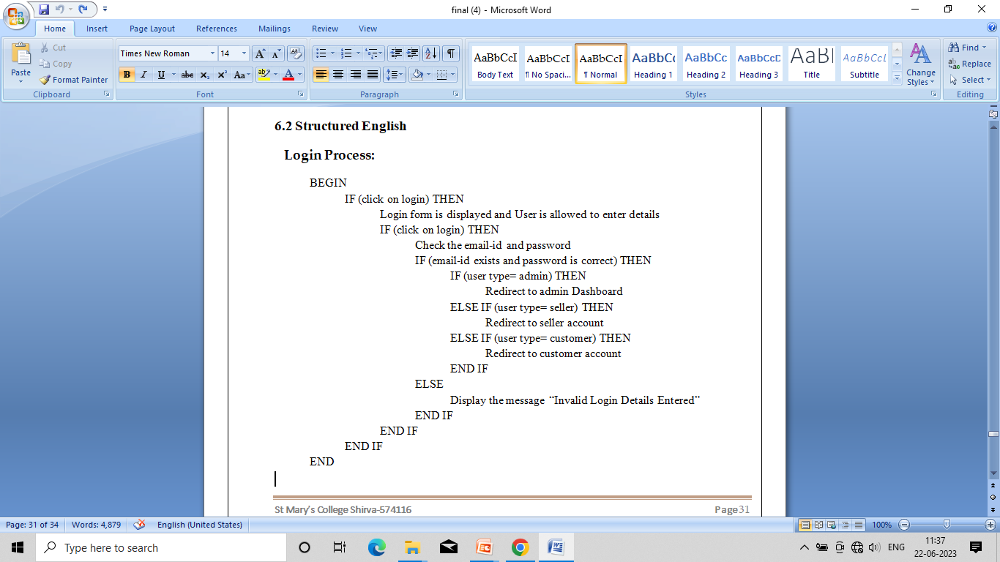 final (4) - Microsoft Word
Home Insert Page Layout References Mailings Review View
Paste
Cut
Copy
Format Painter
Clipboard
Times New Roman 14
B I U abc x₂ x² Aa
Font
Paragraph
AaBbCcI AaBbCcI AaBbCcI AaBbCc AaBbCc AaBbCcD AaBl AaBbCcL
Body Text ¶ No Spaci... ¶ Normal Heading 1 Heading 2 Heading 3 Title Subtitle
Change
Styles
Styles
Find
Replace
Select
Editing
6.2 Structured English
Login Process:
BEGIN
IF (click on login) THEN
Login form is displayed and User is allowed to enter details
IF (click on login) THEN
Check the email-id and password
IF (email-id exists and password is correct) THEN
IF (user type= admin) THEN
Redirect to admin Dashboard
ELSE IF (user type= seller) THEN
Redirect to seller account
ELSE IF (user type= customer) THEN
Redirect to customer account
END IF
ELSE
Display the message “Invalid Login Details Entered”
END IF
END IF
END IF
END
St Mary’s College Shirva-574116 Page31
Page: 31 of 34 Words: 4,879 English (United States) 100%
Type here to search
ENG
11:37
22-06-2023